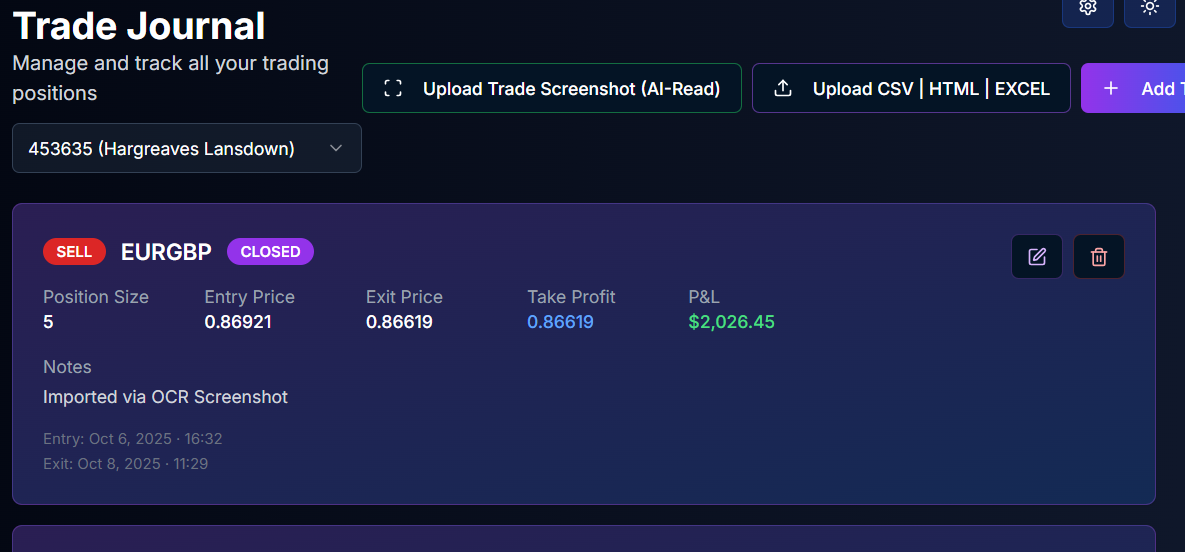 Trade Journal
Manage and track all your trading
positions
Upload Trade Screenshot (AI-Read)
Upload CSV | HTML | EXCEL
Add
453635 (Hargreaves Lansdown)
SELL EURGBP CLOSED
Position Size Entry Price Exit Price Take Profit P&L
5 0.86921 0.86619 0.86619 $2,026.45
Notes
Imported via OCR Screenshot
Entry: Oct 6, 2025 · 16:32
Exit: Oct 8, 2025 · 11:29